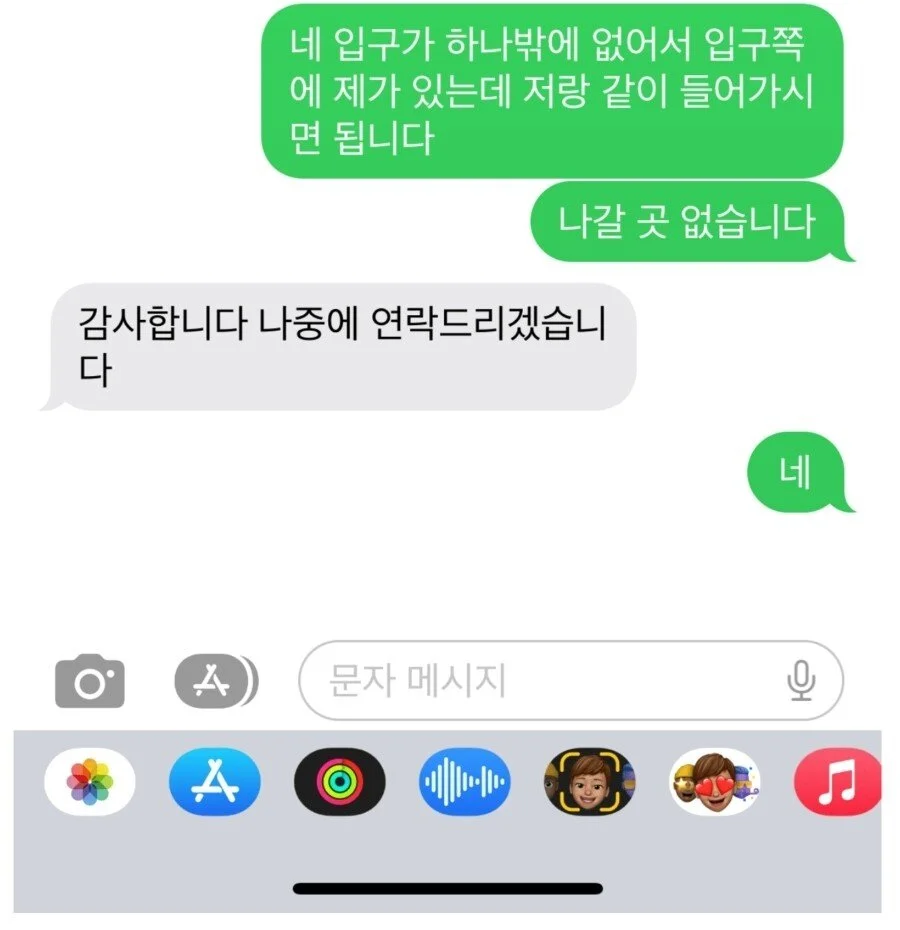 네 입구가 하나밖에 없어서 입구쪽
에 제가 있는데 저랑 같이 들어가시
면 됩니다
나갈 곳 없습니다
감사합니다 나중에 연락드리겠습니
다
네
문자 메시지